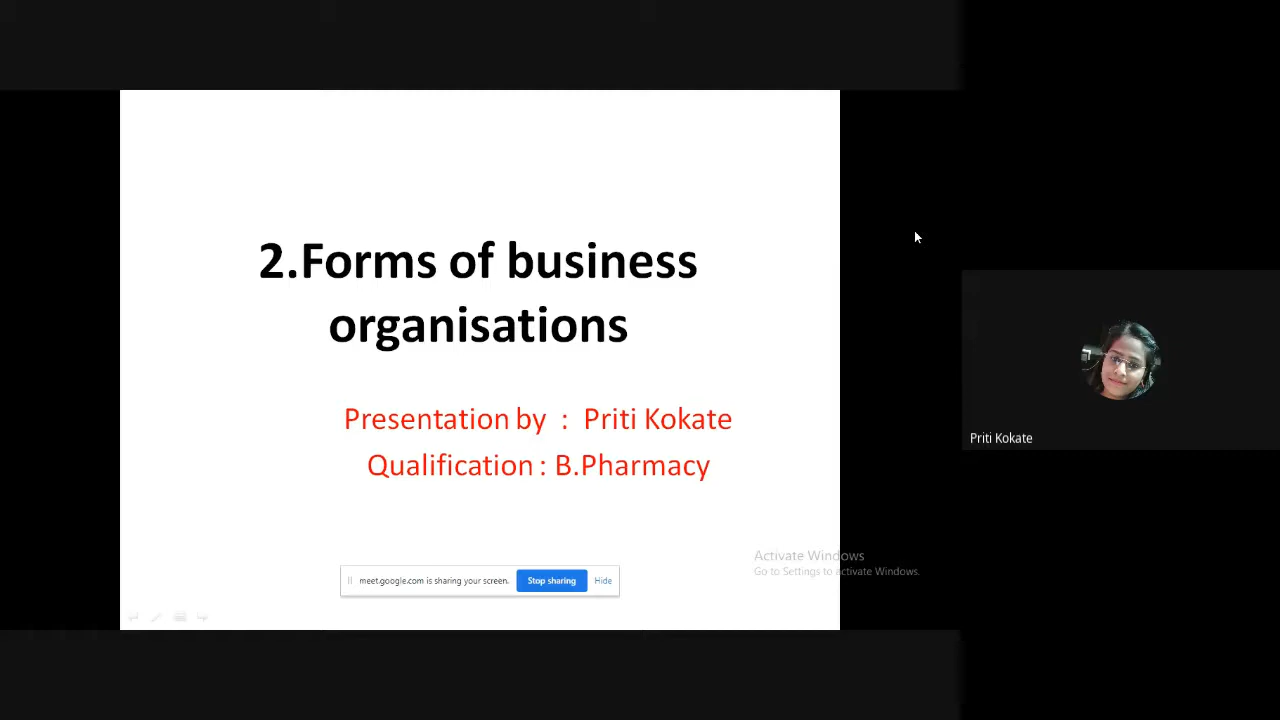 2.Forms of business
organisations
Presentation by : Priti Kokate
Qualification : B.Pharmacy
Priti Kokate
Activate Windows
Go to Settings to activate Windows.
meet.google.com is sharing your screen. Stop sharing Hide